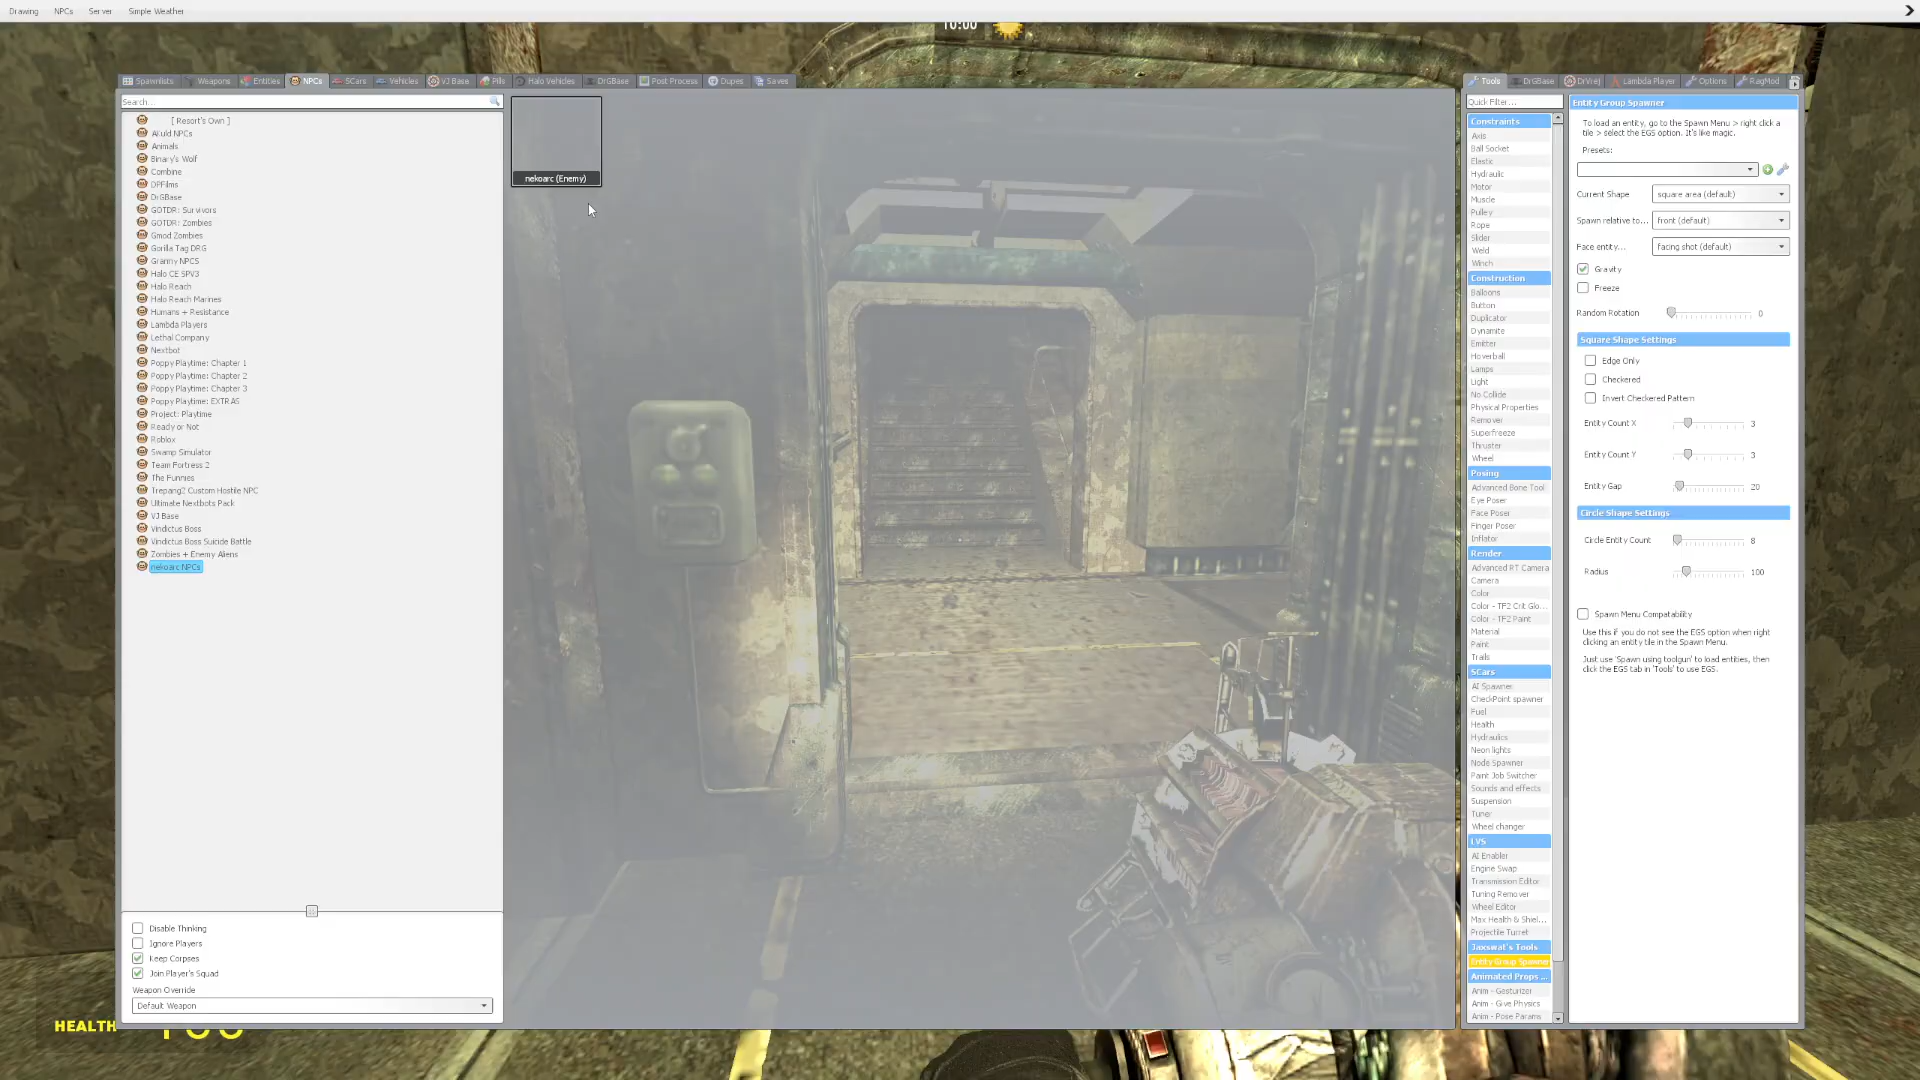 Drawing NPCs Server Simple Weather
10:00
Spawnlists Weapons Entities NPCs SCars Vehicles VJ Base Pills Halo Vehicles DrGBase Post Process Dupes Saves
Search...
[ Resort's Own ]
Animals
Binary's Wolf
Combine
DPFilms
DrGBase
GOTDR: Survivors
GOTDR: Zombies
Gmod Zombies
Gorilla Tag DRG
Granny NPCS
Halo CE SPV3
Halo Reach
Halo Reach Marines
Humans + Resistance
Lambda Players
Lethal Company
Nextbot
Poppy Playtime: Chapter 1
Poppy Playtime: Chapter 2
Poppy Playtime: Chapter 3
Poppy Playtime: EXTRAS
Project: Playtime
Ready or Not
Roblox
Swamp Simulator
Team Fortress 2
The Funnies
Trepang2 Custom Hostile NPC
Ultimate Nextbots Pack
VJ Base
Vindictus Boss
Vindictus Boss Suicide Battle
Zombies + Enemy Aliens
nekoarc NPCs
Disable Thinking
Ignore Players
Keep Corpses
Join Player's Squad
Weapon Override
Default Weapon
HEALTH
nekoarc (Enemy)
Tools DrGBase DrVrej Lambda Player Options RagMod
Quick Filter...
Constraints
Axis
Ball Socket
Elastic
Hydraulic
Motor
Muscle
Pulley
Rope
Slider
Weld
Winch
Construction
Balloons
Button
Duplicator
Dynamite
Emitter
Hoverball
Lamps
Light
No Collide
Physical Properties
Remover
Superfreeze
Thruster
Wheel
Posing
Advanced Bone Tool
Eye Poser
Face Poser
Finger Poser
Inflator
Render
Advanced RT Camera
Camera
Color
Color - TF2 Crit Glo...
Color - TF2 Paint
Material
Paint
Trails
SCars
AI Spawner
CheckPoint spawner
Fuel
Health
Hydraulics
Neon lights
Node Spawner
Paint Job Switcher
Sounds and effects
Suspension
Tuner
Wheel changer
LVS
AI Enabler
Engine Swap
Transmission Editor
Tuning Remover
Wheel Editor
Max Health & Shiel...
Projectile Turret
Jaxswat's Tools
Entity Group Spawner
Animated Props ...
Anim - Gesturizer
Anim - Give Physics
Anim - Pose Params
Entity Group Spawner
To load an entity, go to the Spawn Menu > right click a
tile > select the EGS option. It's like magic.
Presets:
Current Shape square area (default)
Spawn relative to... front (default)
Face entity... facing shot (default)
Gravity
Freeze
Random Rotation 0
Square Shape Settings
Edge Only
Checkered
Invert Checkered Pattern
Entity Count X 3
Entity Count Y 3
Entity Gap 20
Circle Shape Settings
Circle Entity Count 8
Radius 100
Spawn Menu Compatability
Use this if you do not see the EGS option when right
clicking an entity tile in the Spawn Menu.
Just use 'Spawn using toolgun' to load entities, then
click the EGS tab in 'Tools' to use EGS.